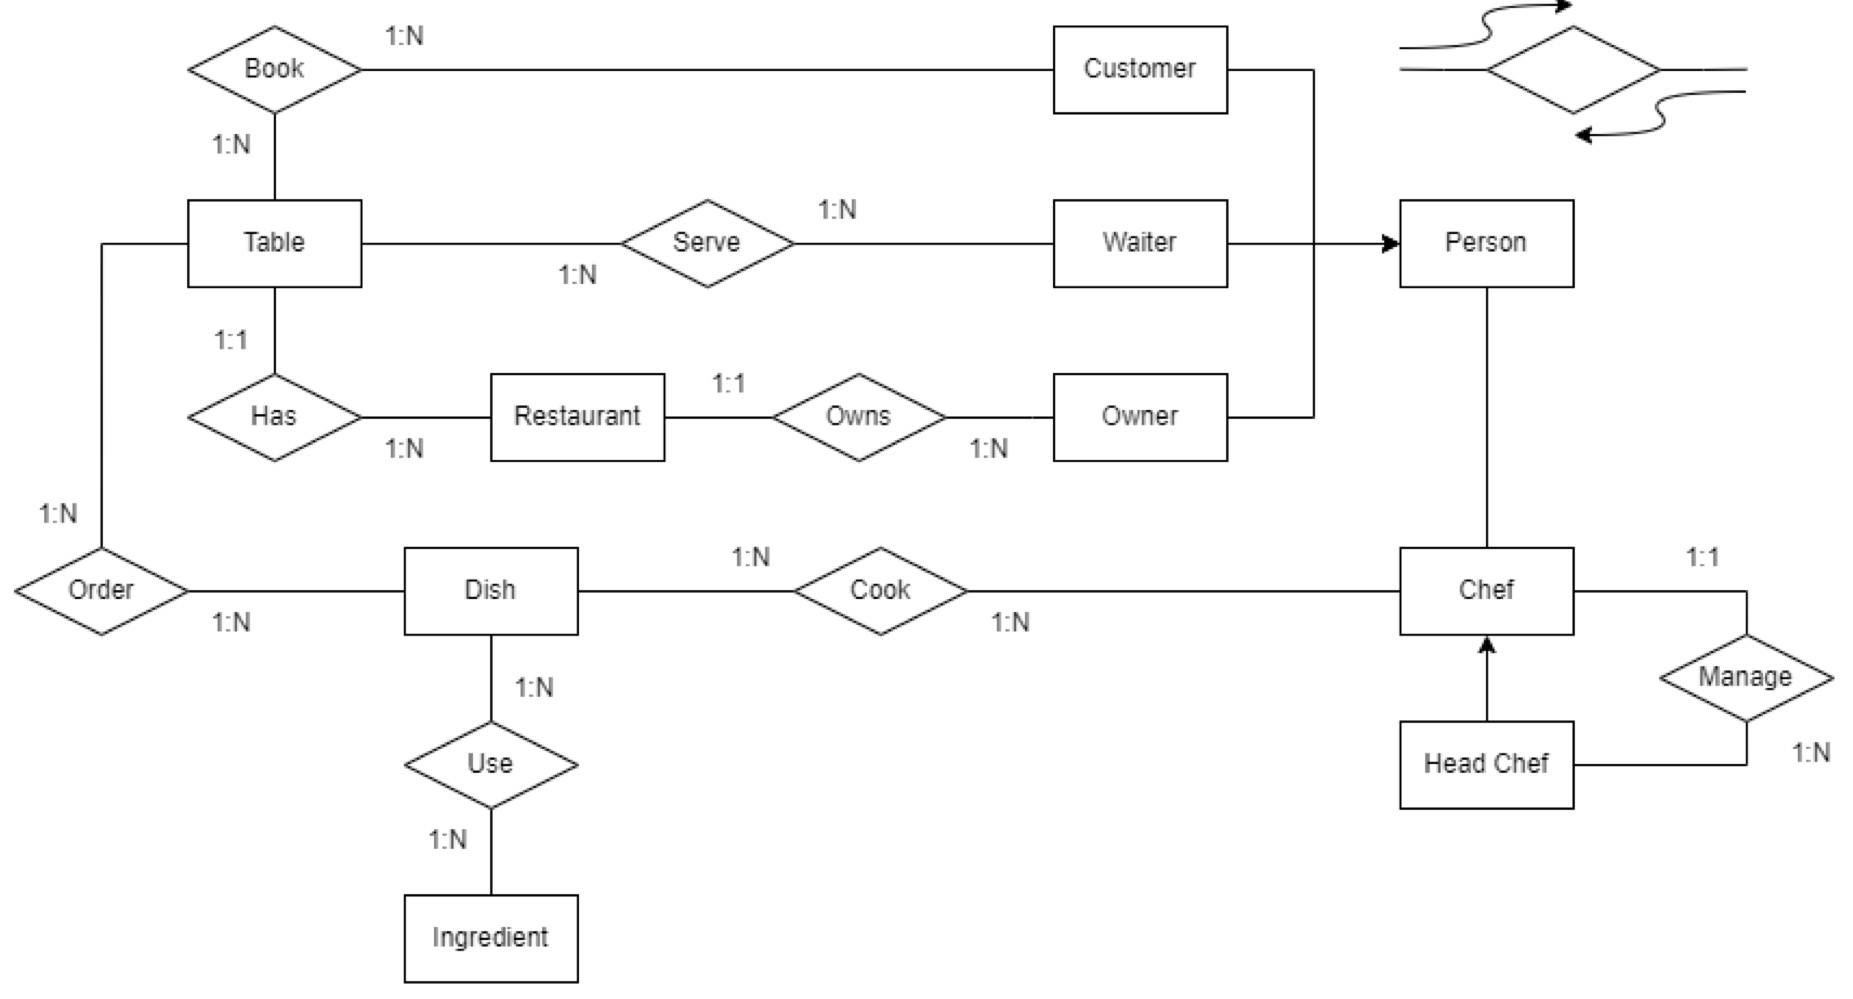 1:N
Book
Customer
1:N
Table
1:N
Serve
1:N
Waiter
Person
1:1
Has
1:N
Restaurant
1:1
Owns
1:N
Owner
1:N
Order
1:N
Dish
1:N
Cook
1:N
Chef
1:1
Manage
1:N
Head Chef
1:N
Use
1:N
Ingredient